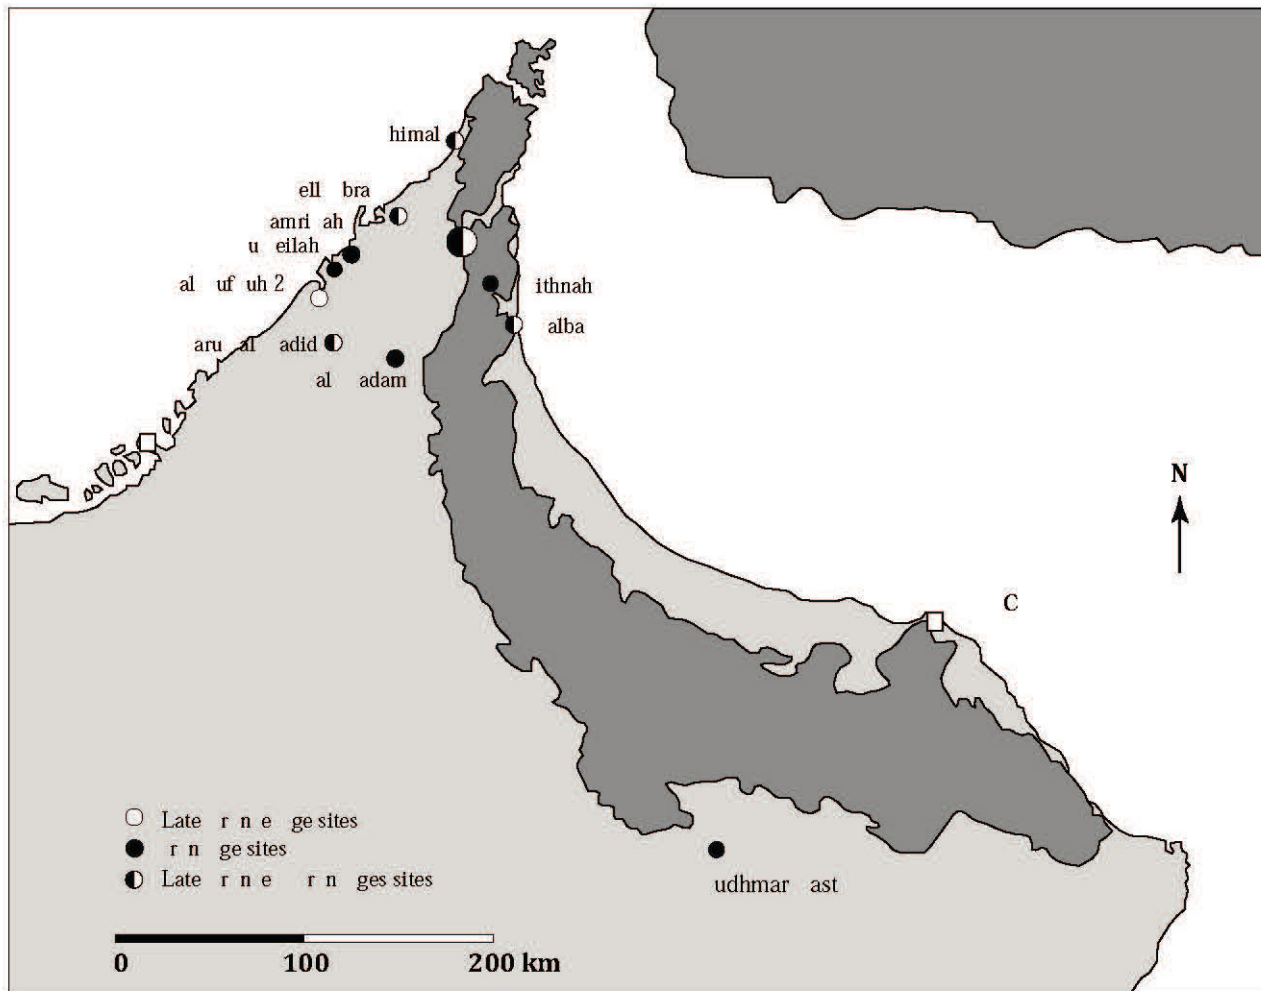 himal
ell bra
amri ah
u eilah
al uf uh 2
ithnah
alba
aru al adid
al adam
N
C
Late r n e ge sites
r n ge sites
Late r n e r n ges sites
udhmar ast
0 100 200 km